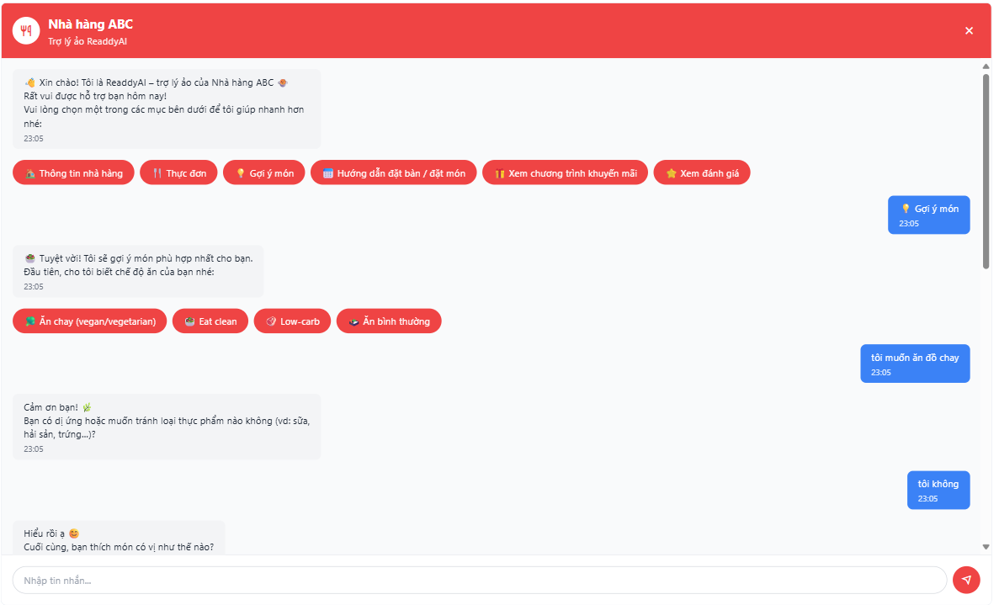 Nhà hàng ABC
Trợ lý ảo ReaddyAI
👋 Xin chào! Tôi là ReaddyAI – trợ lý ảo của Nhà hàng ABC
Rất vui được hỗ trợ bạn hôm nay!
Vui lòng chọn một trong các mục bên dưới để tôi giúp nhanh hơn
nhé:
23:05
Thông tin nhà hàng
🍴 Thực đơn
💡 Gợi ý món
📅 Hướng dẫn đặt bàn / đặt món
🎁 Xem chương trình khuyến mãi
⭐ Xem đánh giá
💡 Gợi ý món
23:05
🥗 Tuyệt vời! Tôi sẽ gợi ý món phù hợp nhất cho bạn.
Đầu tiên, cho tôi biết chế độ ăn của bạn nhé:
23:05
🥦 Ăn chay (vegan/vegetarian)
🥗 Eat clean
🥩 Low-carb
🍛 Ăn bình thường
tôi muốn ăn đồ chay
23:05
Cảm ơn bạn! 🌿
Bạn có dị ứng hoặc muốn tránh loại thực phẩm nào không (vd: sữa,
hải sản, trứng...)?
23:05
tôi không
23:05
Hiểu rồi ạ 😊
Cuối cùng, bạn thích món có vị như thế nào?
Nhập tin nhắn...